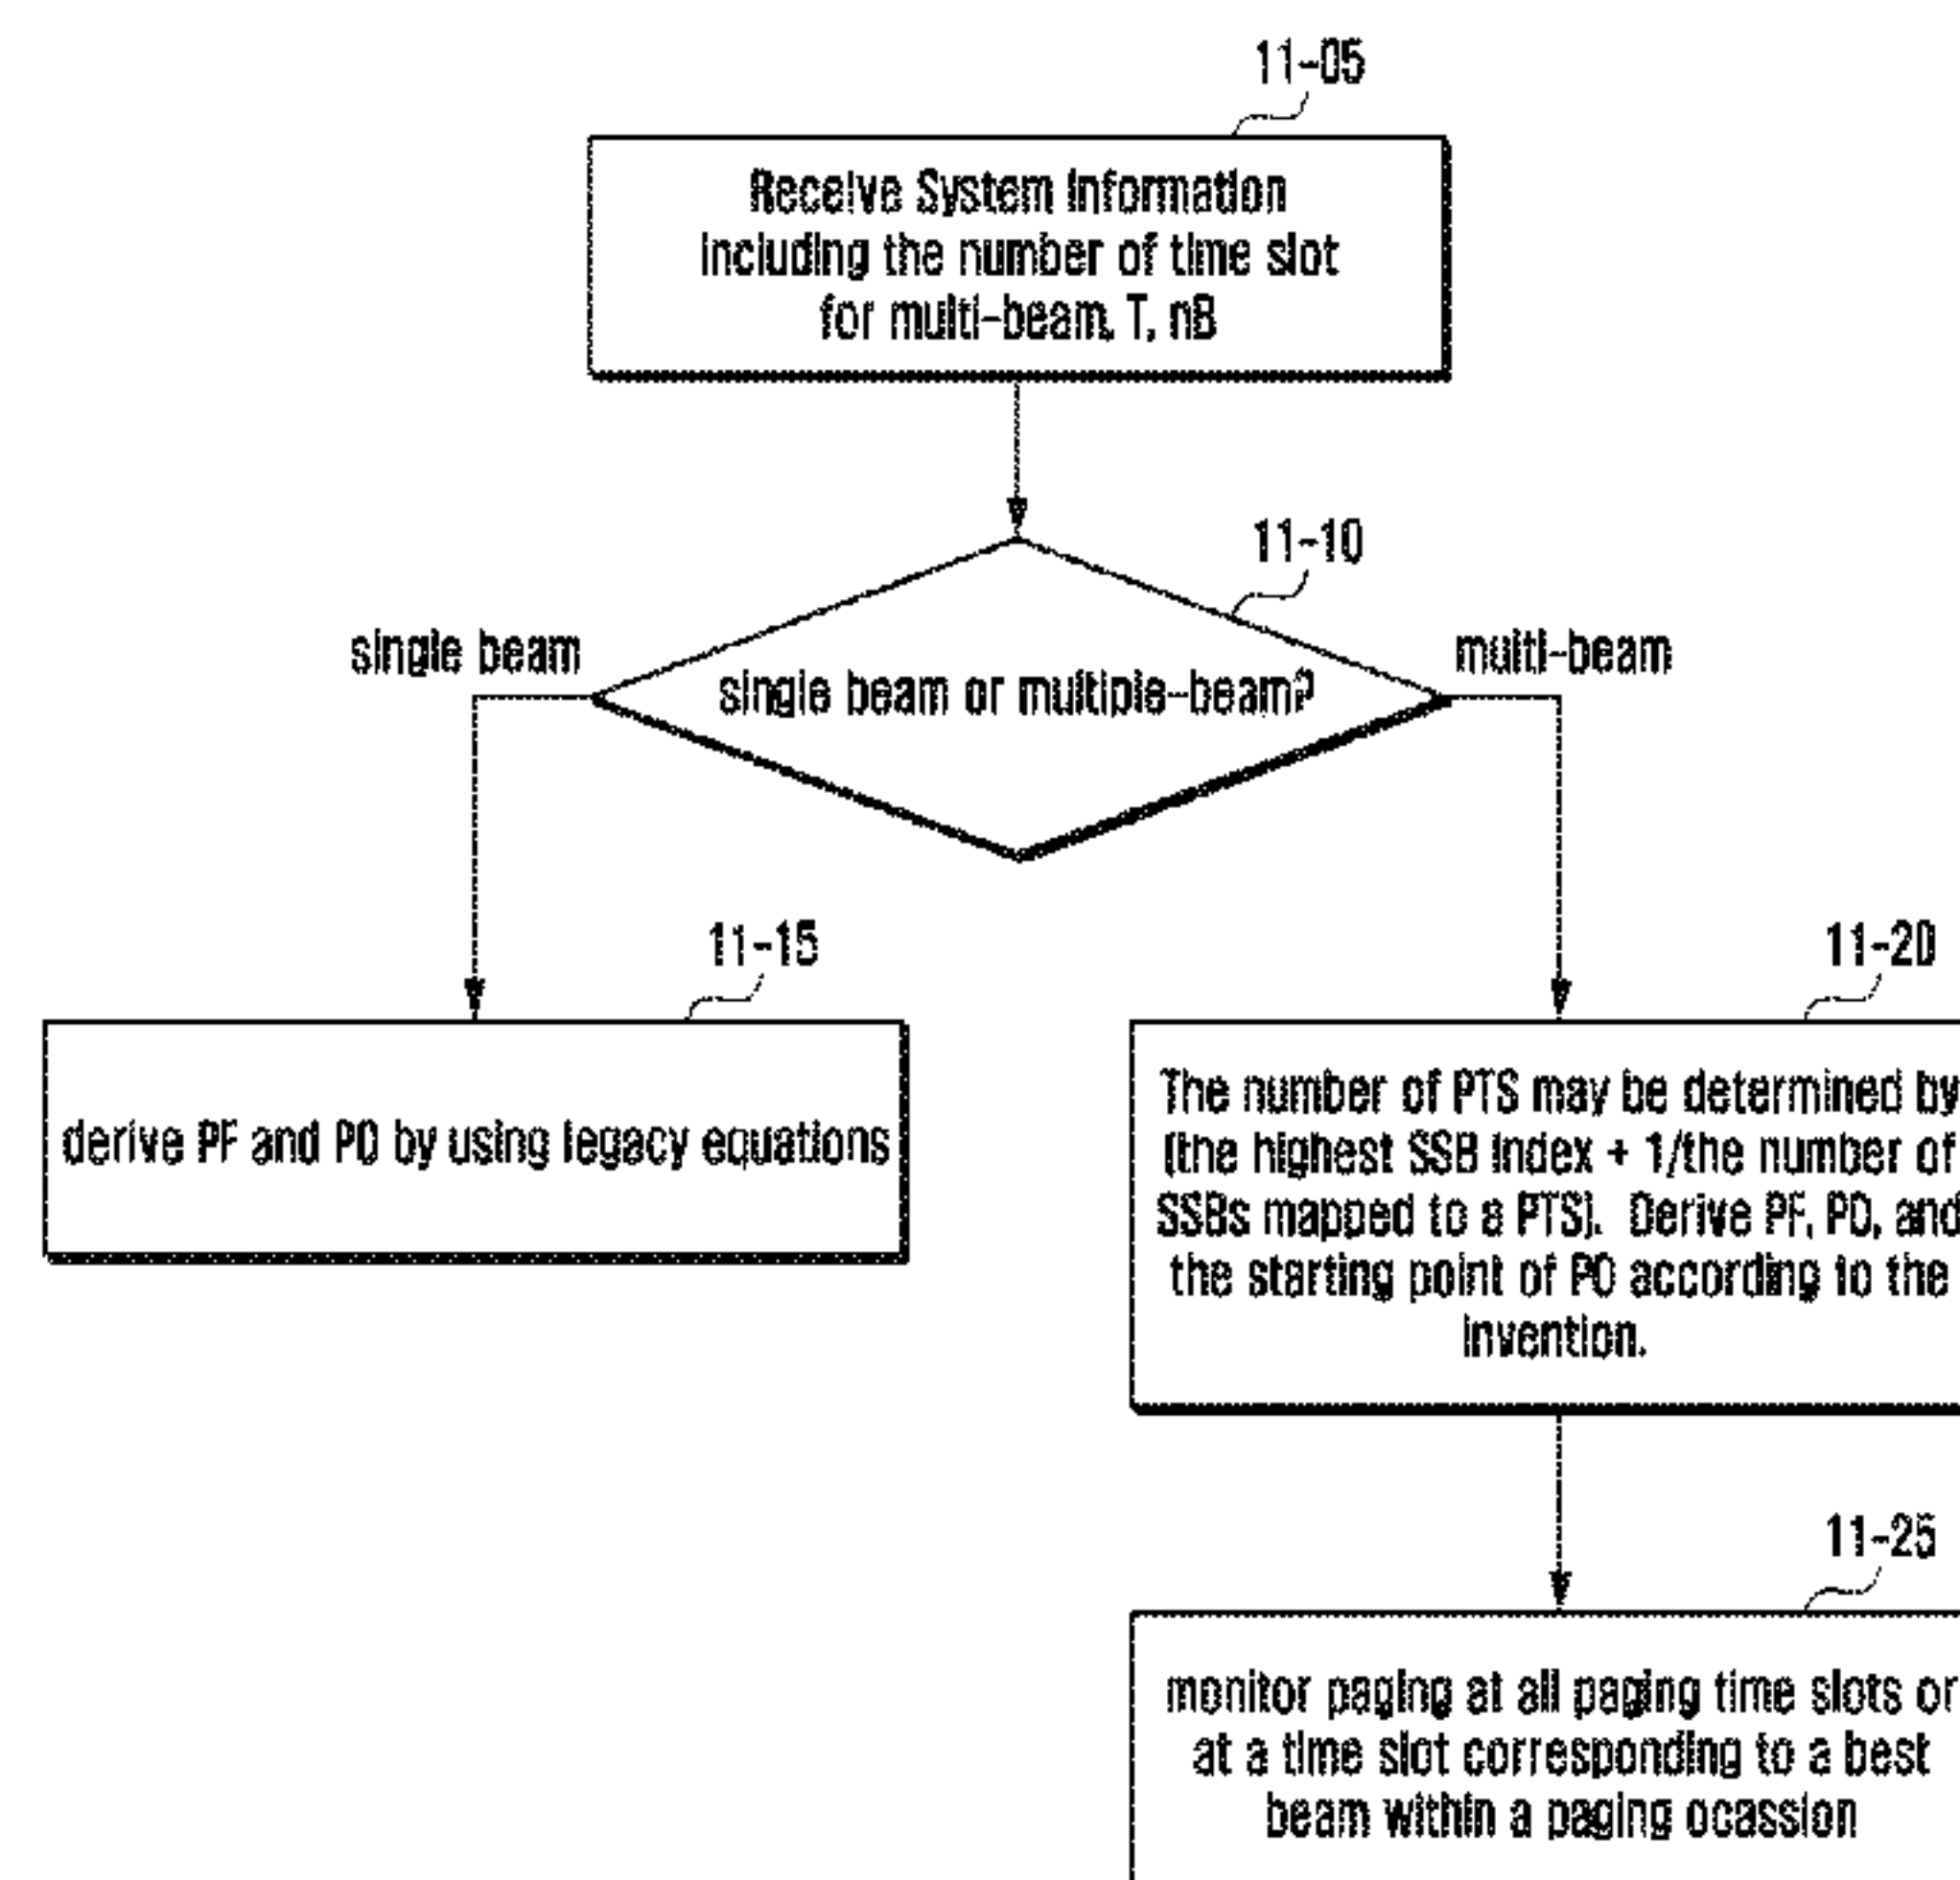 11-05
Receive System Information
including the number of time slot
for multi-beam, T, nB
11-10
single beam
multi-beam
single beam or multiple-beam?
11-15
11-20
derive PF and PO by using legacy equations
The number of PTS may be determined by
(the highest SSB index + 1/the number of
SSBs mapped to a PTS). Derive PF, PO, and
the starting point of PO according to the
invention.
11-25
monitor paging at all paging time slots or
at a time slot corresponding to a best
beam within a paging ocassion